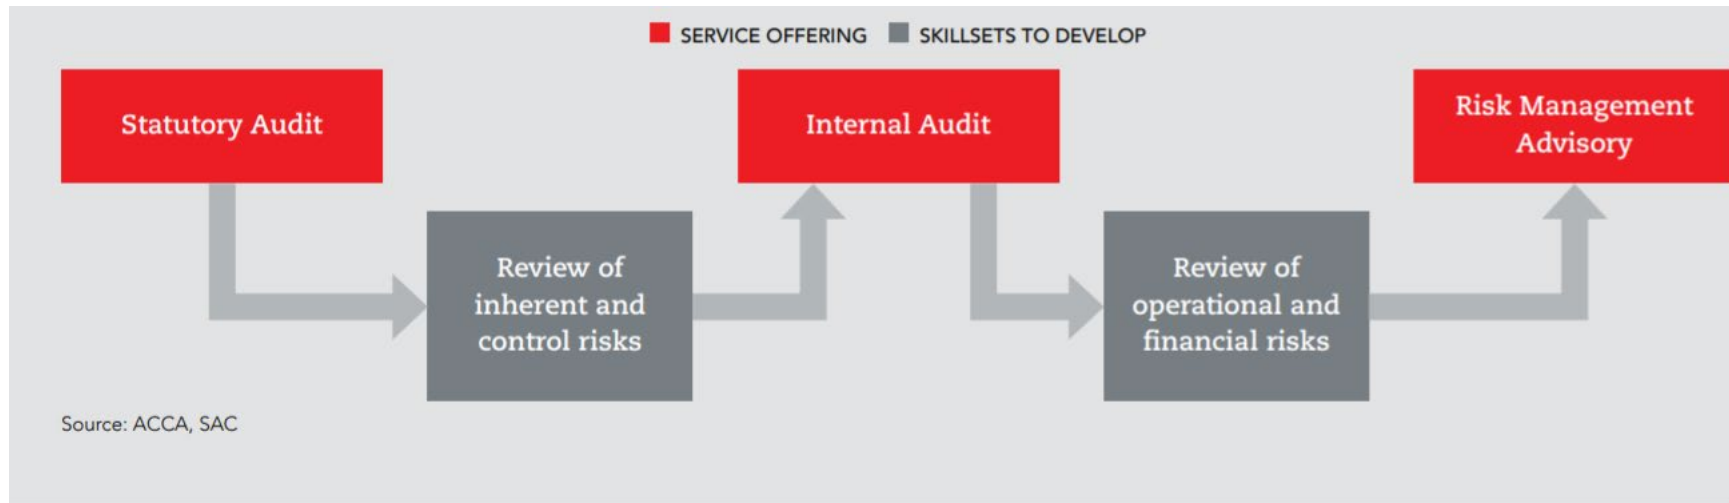 SERVICE OFFERING
SKILLSETS TO DEVELOP
Statutory Audit
Internal Audit
Risk Management
Advisory
Review of
inherent and
control risks
Review of
operational and
financial risks
Source: ACCA, SAC